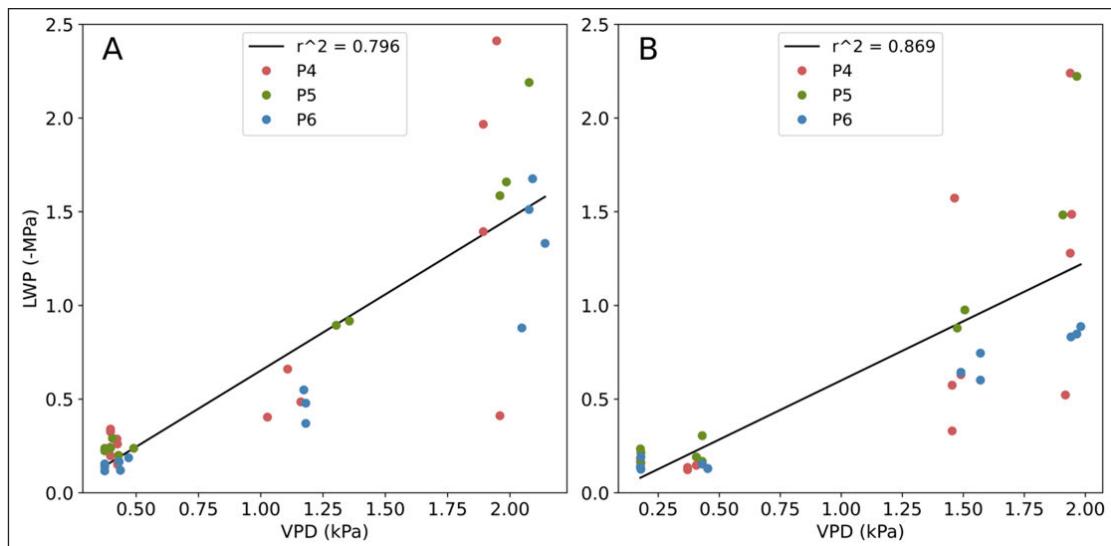 A
r^2 = 0.796
P4
P5
P6
2.5
2.0
1.5
1.0
0.5
0.0
LWP (-MPa)
0.50 0.75 1.00 1.25 1.50 1.75 2.00
VPD (kPa)
B
r^2 = 0.869
P4
P5
P6
2.5
2.0
1.5
1.0
0.5
0.0
0.25 0.50 0.75 1.00 1.25 1.50 1.75 2.00
VPD (kPa)